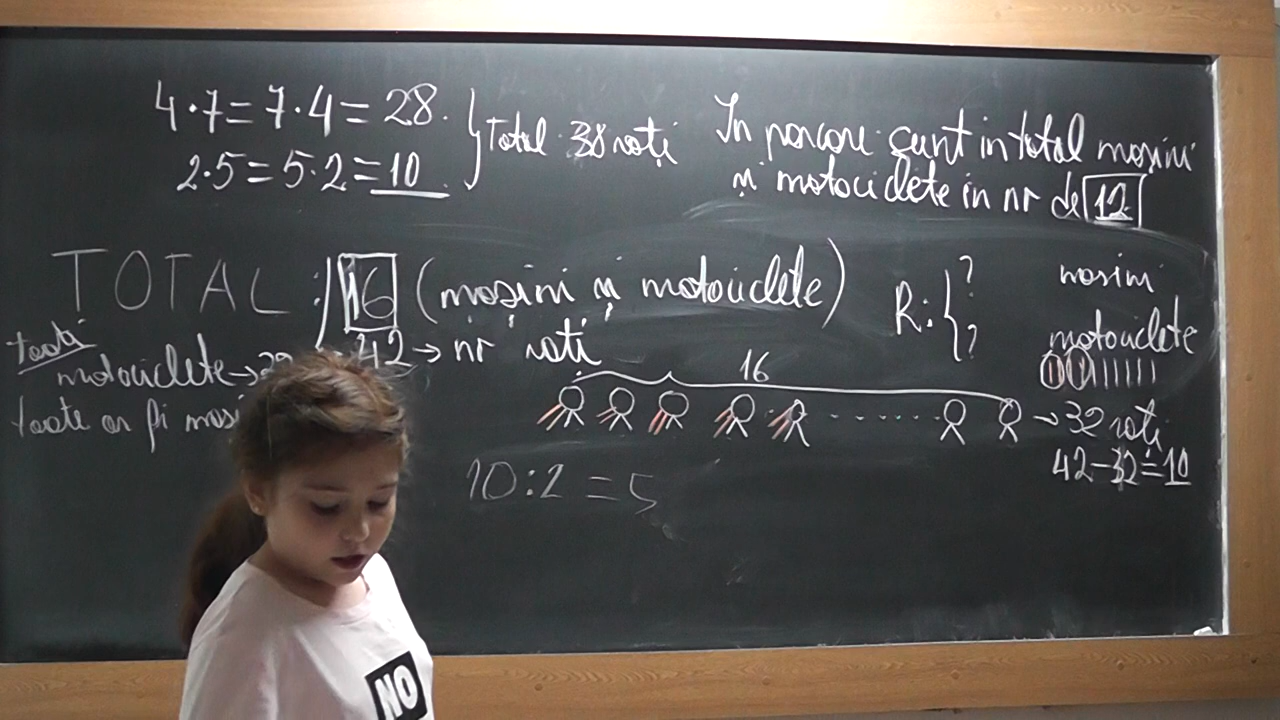 4·7=7·4=28.
2·5=5·2=10
Total 38 roți
In parcare sunt in total mașini
și motociclete in nr de 12
TOTAL: 16 (mașini și motociclete)
42 → nr roți
toată
motociclete →
toate ar fi
R: { ? ?
mașini
motociclete
16
→ 32 roți
42-32=10
10:2=5
NO